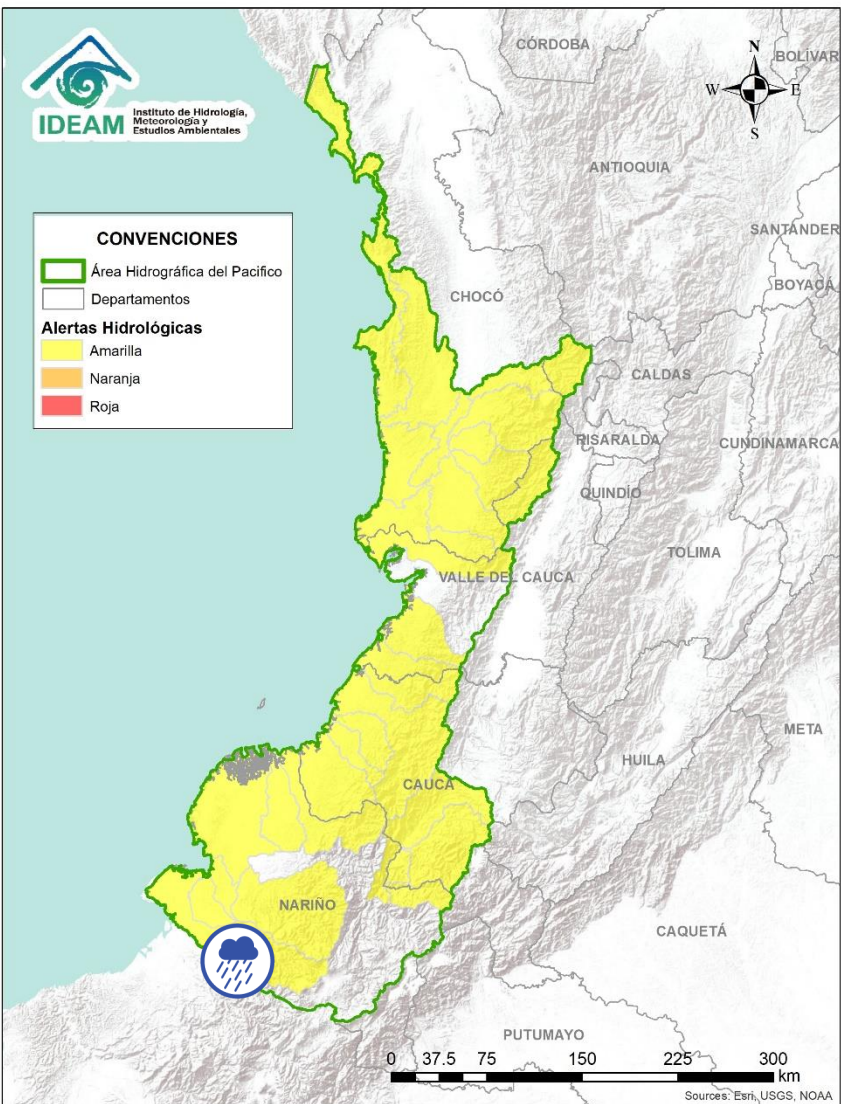 IDEAM
Instituto de Hidrología,
Meteorología y
Estudios Ambientales
N
W
E
S
CONVENCIONES
Área Hidrográfica del Pacifico
Departamentos
Alertas Hidrológicas
Amarilla
Naranja
Roja
CÓRDOBA
BOLÍVAR
ANTIOQUIA
SANTANDER
BOYACÁ
CHOCÓ
CALDAS
RISARALDA
CUNDINAMARCA
QUINDÍO
TOLIMA
VALLE DEL CAUCA
META
HUILA
CAUCA
NARIÑO
CAQUETÁ
PUTUMAYO
0 37.5 75 150 225 300
km
Sources: Esri, USGS, NOAA